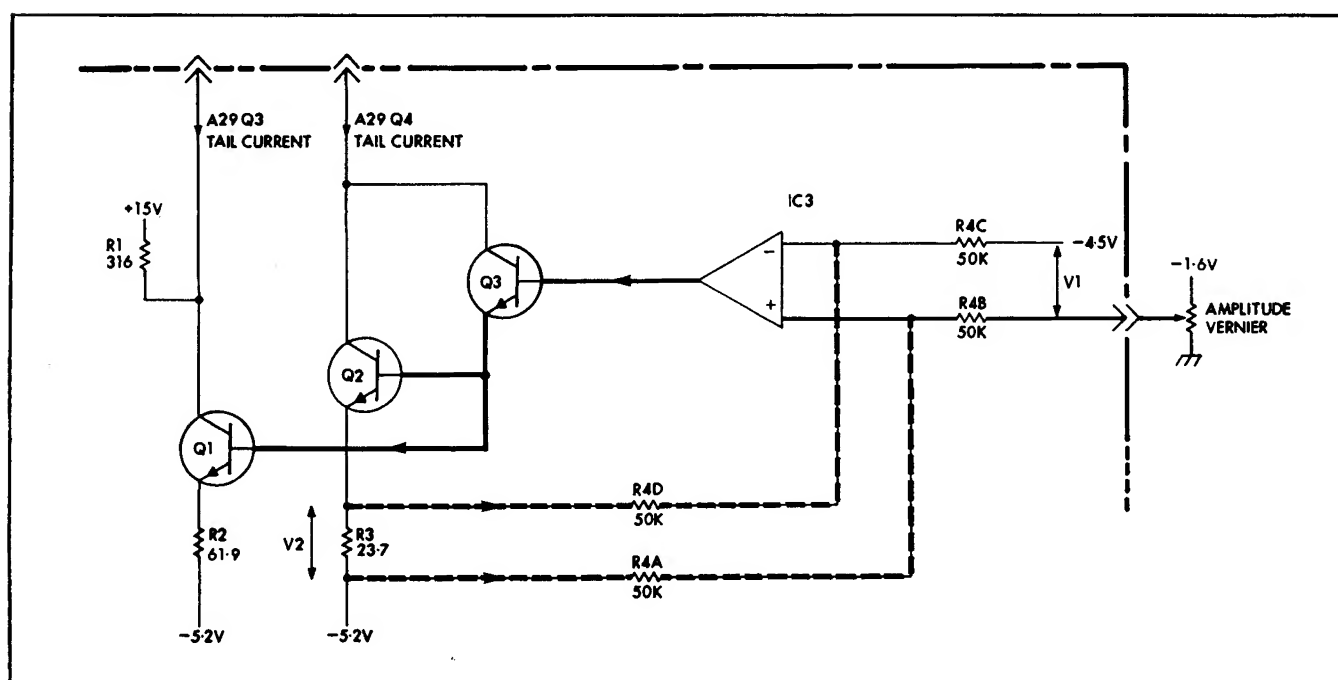 A29 Q3
TAIL CURRENT
A29 Q4
TAIL CURRENT
+15V
R1
316
IC3
R4C
50K
-4·5V
V1
-1·6V
AMPLITUDE
VERNIER
R4B
50K
Q3
-
+
Q2
Q1
R4D
50K
R2
61·9
V2
R3
23·7
R4A
50K
-5·2V
-5·2V